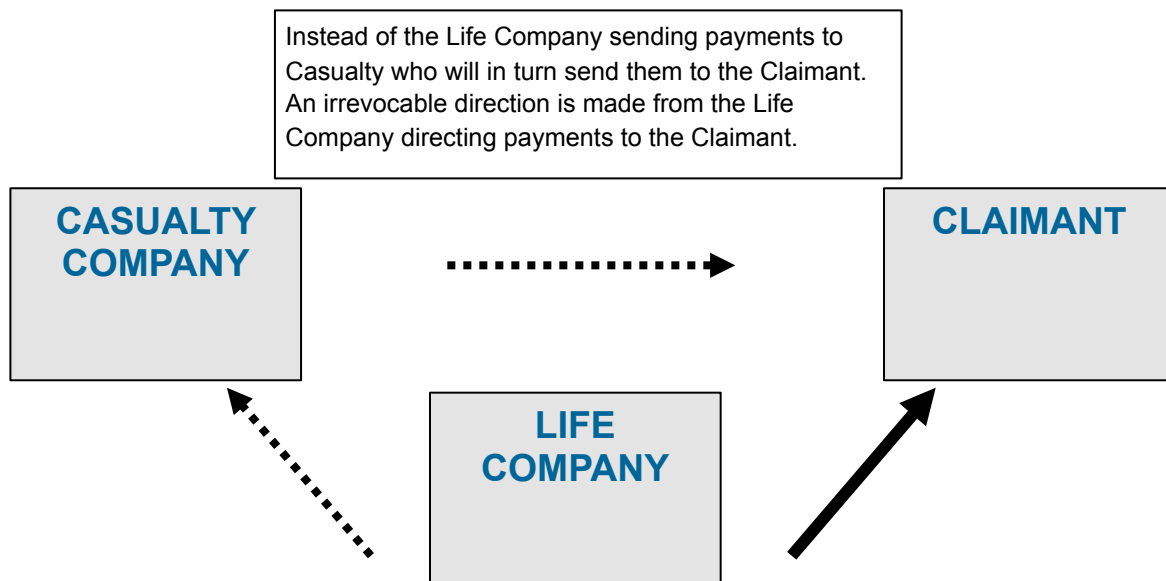 Instead of the Life Company sending payments to
Casualty who will in turn send them to the Claimant.
An irrevocable direction is made from the Life
Company directing payments to the Claimant.
CASUALTY
COMPANY
CLAIMANT
LIFE
COMPANY